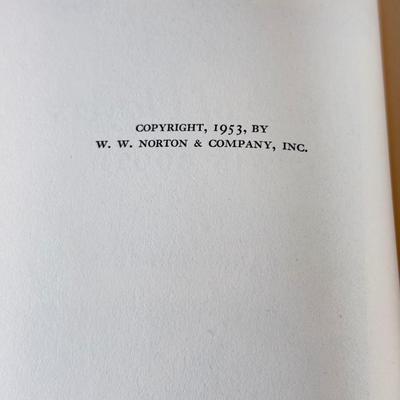 COPYRIGHT, 1953, BY
W. W. NORTON & COMPANY, INC.